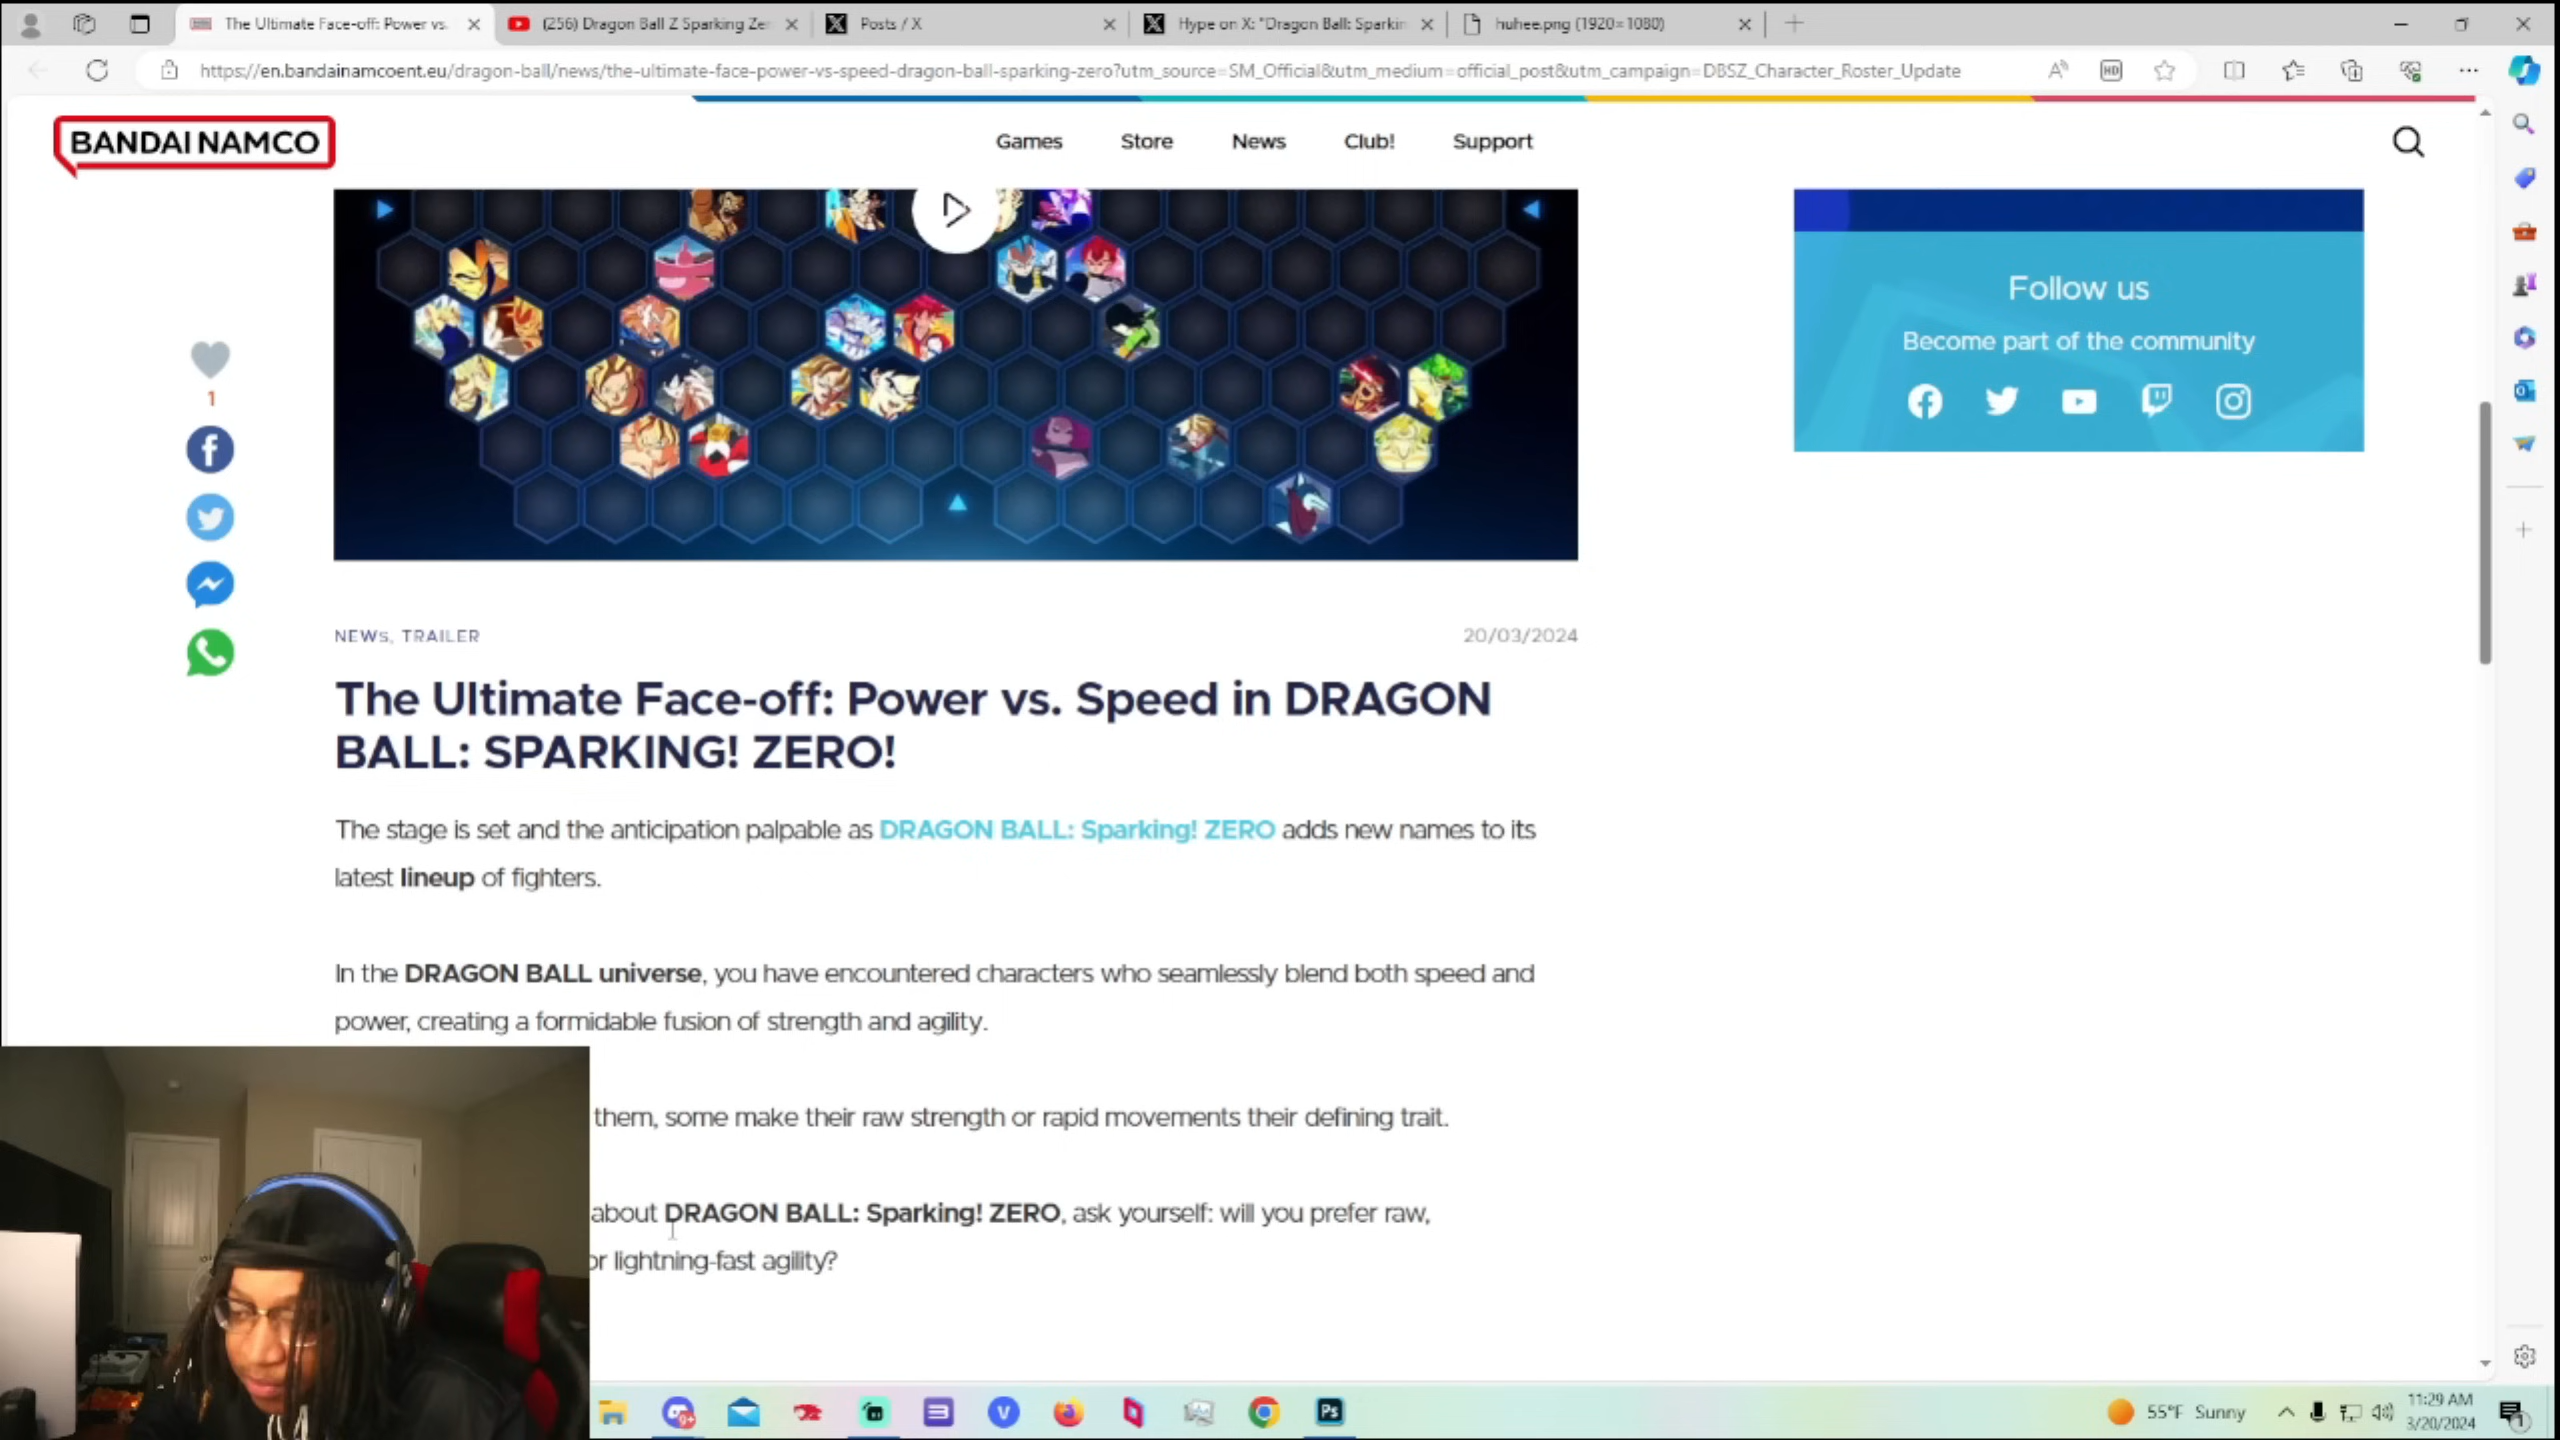 The Ultimate Face-off: Power vs.
(256) Dragon Ball Z Sparking Zer
Posts / X
Hype on X: "Dragon Ball: Sparkin
huhee.png (1920×1080)
https://en.bandainamcoent.eu/dragon-ball/news/the-ultimate-face-power-vs-speed-dragon-ball-sparking-zero?utm_source=SM_Official&utm_medium=official_post&utm_campaign=DBSZ_Character_Roster_Update
BANDAI NAMCO
Games
Store
News
Club!
Support
Follow us
Become part of the community
1
NEWS, TRAILER
20/03/2024
The Ultimate Face-off: Power vs. Speed in DRAGON
BALL: SPARKING! ZERO!
The stage is set and the anticipation palpable as DRAGON BALL: Sparking! ZERO adds new names to its
latest lineup of fighters.
In the DRAGON BALL universe, you have encountered characters who seamlessly blend both speed and
power, creating a formidable fusion of strength and agility.
them, some make their raw strength or rapid movements their defining trait.
about DRAGON BALL: Sparking! ZERO, ask yourself: will you prefer raw,
or lightning-fast agility?
55°F Sunny
11:29 AM
3/20/2024